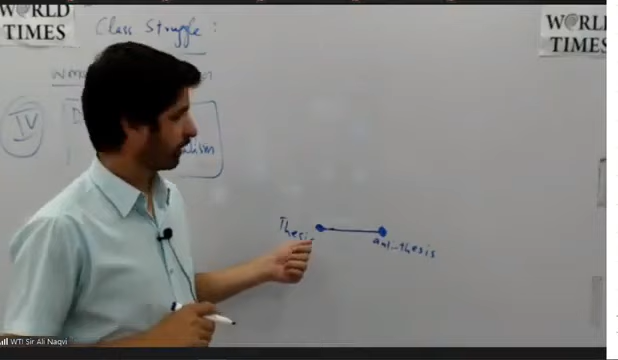 WORLD
TIMES
Class Struggle :
WORLD
TIMES
IV
Thesis
anti-thesis
WTI Sir Ali Naqvi